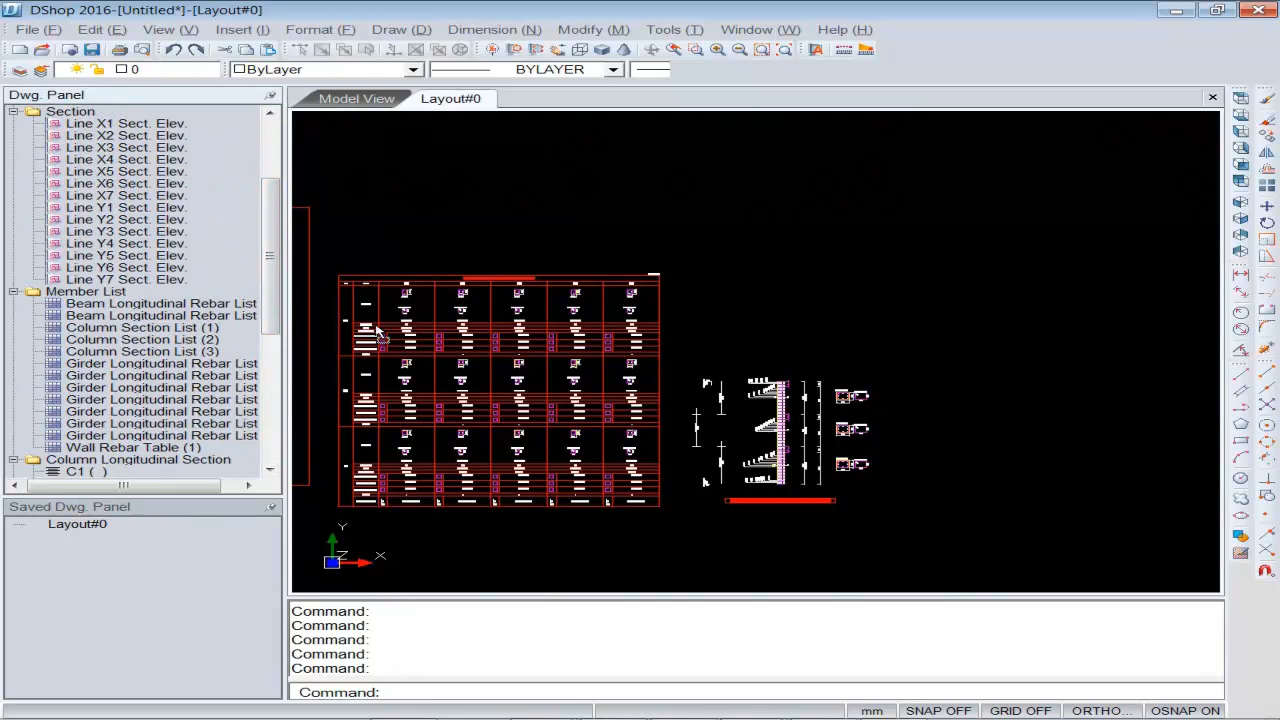 DShop 2016-[Untitled*]-[Layout#0]
File (F) Edit (E) View (V) Insert (I) Format (E) Draw (D) Dimension (N) Modify (M) Tools (T) Window (W) Help (H)
0 ByLayer BYLAYER
Dwg. Panel
Model View Layout#0
Section
Line X1 Sect. Elev.
Line X2 Sect. Elev.
Line X3 Sect. Elev.
Line X4 Sect. Elev.
Line X5 Sect. Elev.
Line X6 Sect. Elev.
Line X7 Sect. Elev.
Line Y1 Sect. Elev.
Line Y2 Sect. Elev.
Line Y3 Sect. Elev.
Line Y4 Sect. Elev.
Line Y5 Sect. Elev.
Line Y6 Sect. Elev.
Line Y7 Sect. Elev.
Member List
Beam Longitudinal Rebar List
Beam Longitudinal Rebar List
Column Section List (1)
Column Section List (2)
Column Section List (3)
Girder Longitudinal Rebar List
Girder Longitudinal Rebar List
Girder Longitudinal Rebar List
Girder Longitudinal Rebar List
Girder Longitudinal Rebar List
Girder Longitudinal Rebar List
Girder Longitudinal Rebar List
Wall Rebar Table (1)
Column Longitudinal Section
C1 ( )
Saved Dwg. Panel
Layout#0
Y
Z X
Command:
Command:
Command:
Command:
Command:
Command:
mm SNAP OFF GRID OFF ORTHO... OSNAP ON